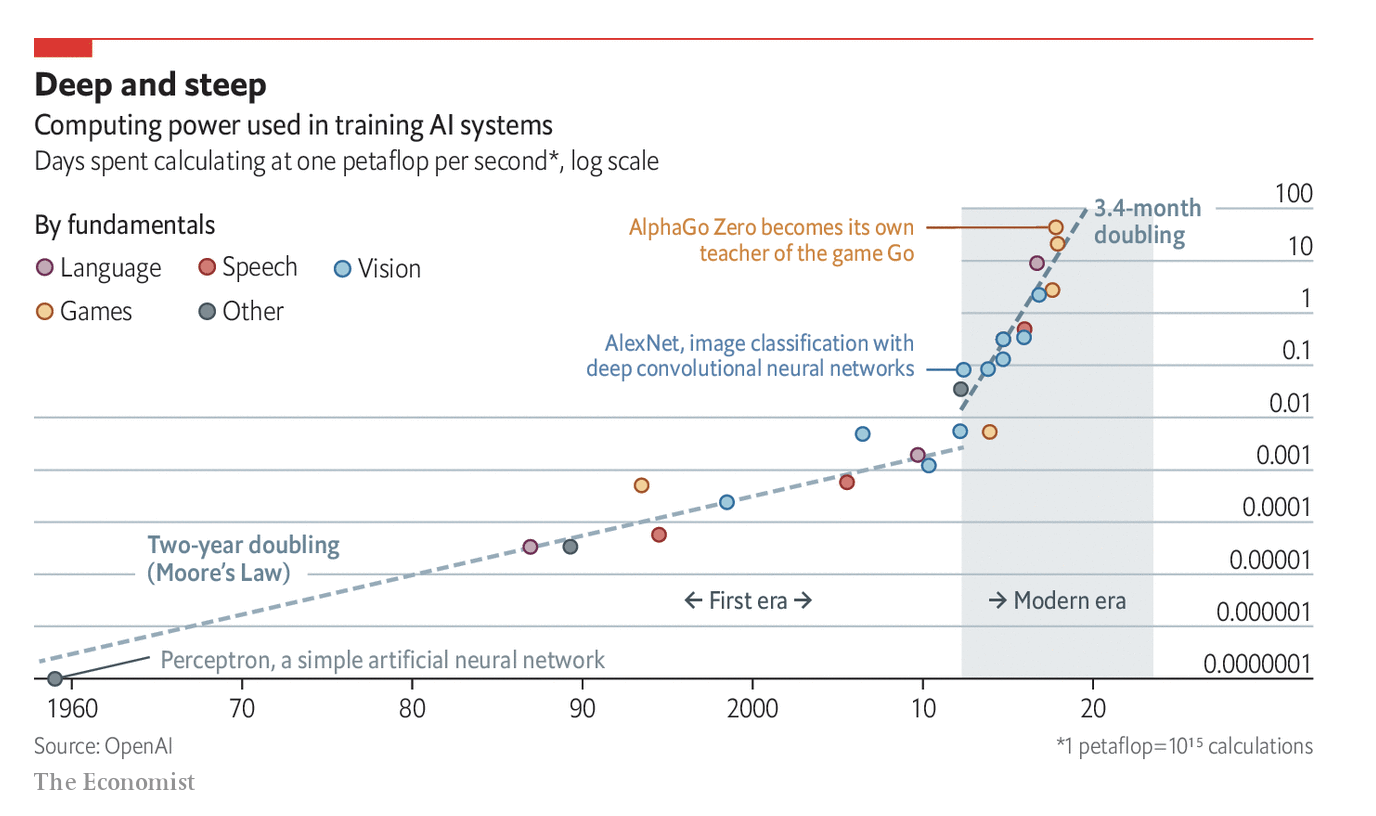 Deep and steep
Computing power used in training AI systems
Days spent calculating at one petaflop per second*, log scale
By fundamentals
Language
Speech
Vision
Games
Other
AlphaGo Zero becomes its own
teacher of the game Go
3.4-month
doubling
AlexNet, image classification with
deep convolutional neural networks
100
10
1
0.1
0.01
0.001
0.0001
0.00001
0.000001
0.0000001
Two-year doubling
(Moore's Law)
← First era →
→ Modern era
Perceptron, a simple artificial neural network
1960
70
80
90
2000
10
20
Source: OpenAI
*1 petaflop=10¹⁵ calculations
The Economist